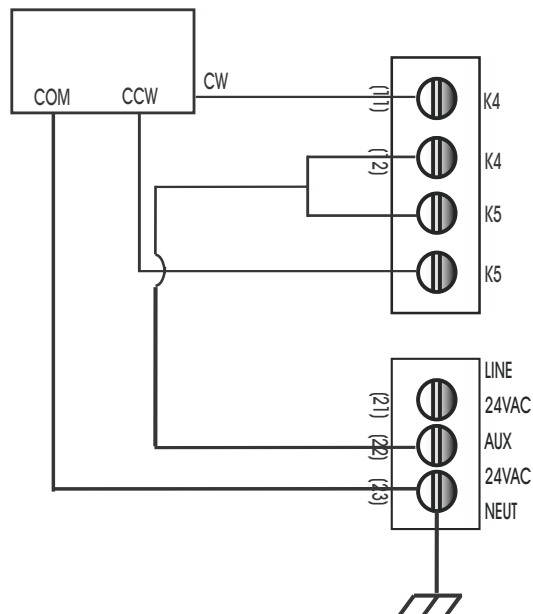 COM
CCW
CW
(11)
K4
(12)
K4
K5
K5
LINE
(21)
24VAC
(22)
AUX
24VAC
(23)
NEUT